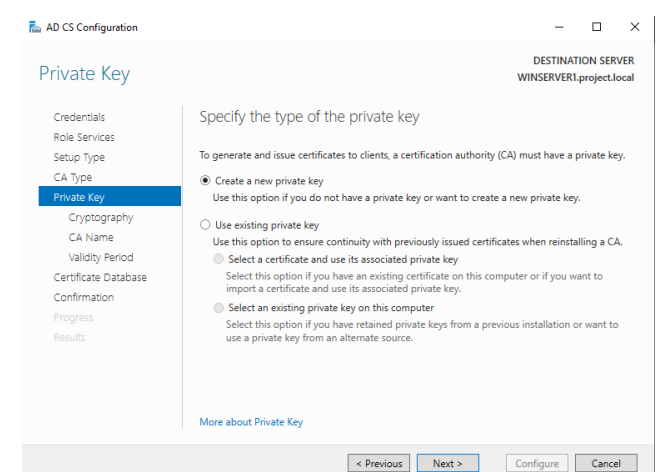 AD CS Configuration
Private Key
DESTINATION SERVER
WINSERVER1.project.local
Credentials
Role Services
Setup Type
CA Type
Private Key
Cryptography
CA Name
Validity Period
Certificate Database
Confirmation
Progress
Results
Specify the type of the private key
To generate and issue certificates to clients, a certification authority (CA) must have a private key.
Create a new private key
Use this option if you do not have a private key or want to create a new private key.
Use existing private key
Use this option to ensure continuity with previously issued certificates when reinstalling a CA.
Select a certificate and use its associated private key
Select this option if you have an existing certificate on this computer or if you want to
import a certificate and use its associated private key.
Select an existing private key on this computer
Select this option if you have retained private keys from a previous installation or want to
use a private key from an alternate source.
More about Private Key
< Previous
Next >
Configure
Cancel